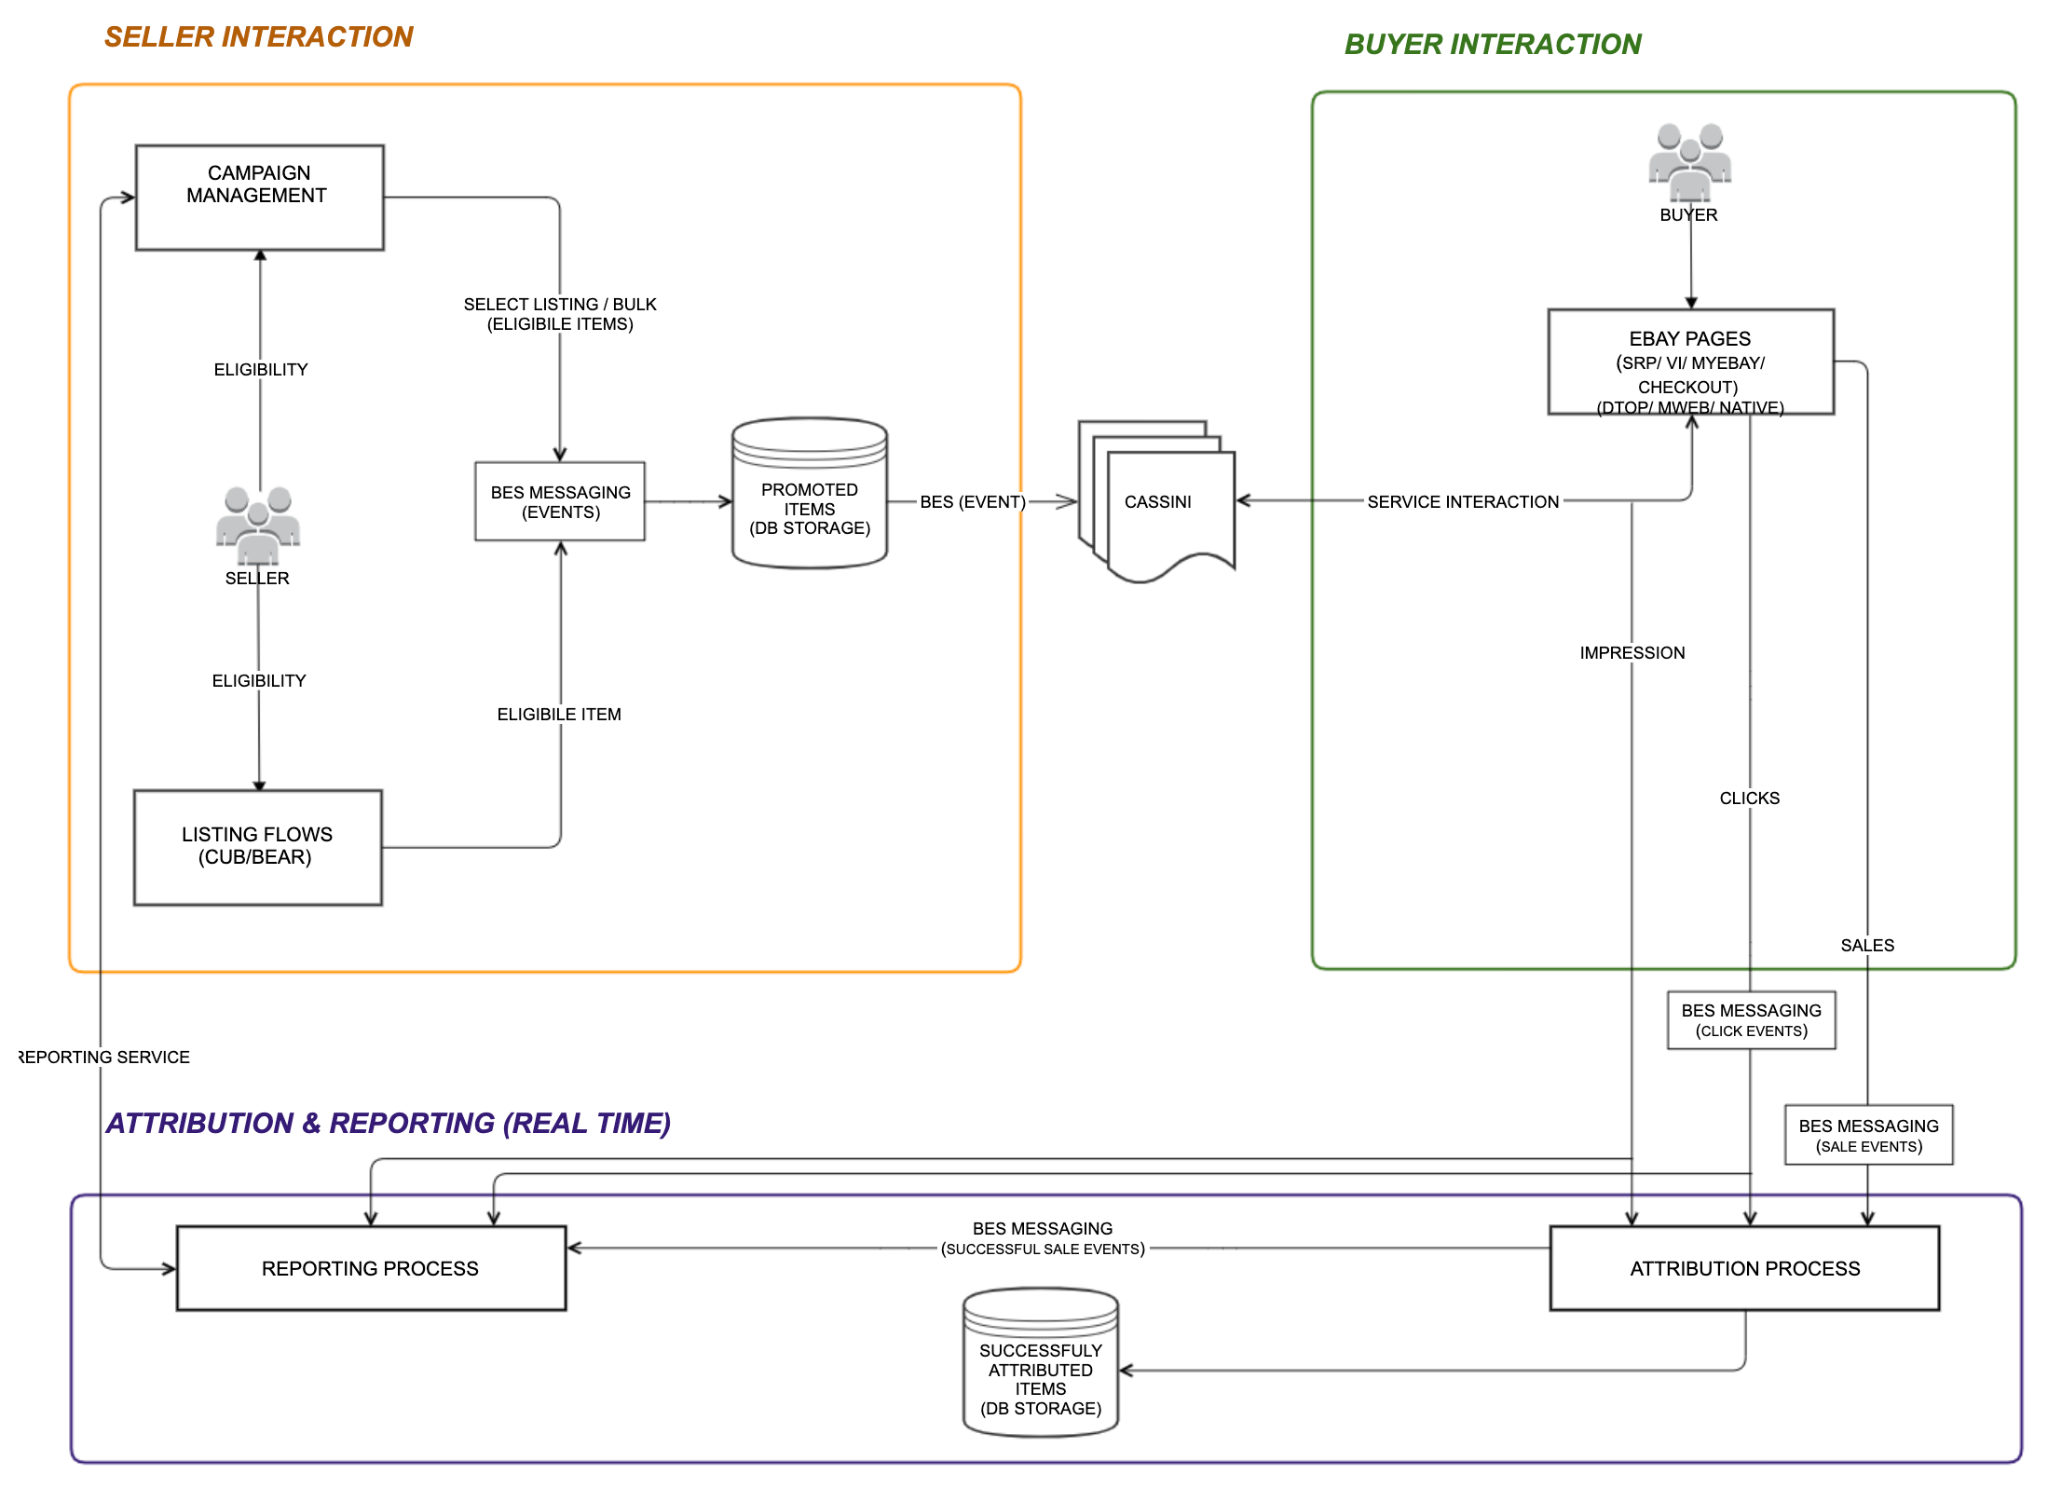 SELLER INTERACTION
BUYER INTERACTION
CAMPAIGN
MANAGEMENT
BUYER
SELECT LISTING / BULK
(ELIGIBILE ITEMS)
EBAY PAGES
(SRP/ VI/ MYEBAY/
CHECKOUT)
(DTOP/ MWEB/ NATIVE)
ELIGIBILITY
BES MESSAGING
(EVENTS)
PROMOTED
ITEMS
(DB STORAGE)
BES (EVENT)
CASSINI
SERVICE INTERACTION
SELLER
IMPRESSION
ELIGIBILITY
ELIGIBILE ITEM
CLICKS
LISTING FLOWS
(CUB/BEAR)
SALES
BES MESSAGING
(CLICK EVENTS)
REPORTING SERVICE
ATTRIBUTION & REPORTING (REAL TIME)
BES MESSAGING
(SALE EVENTS)
BES MESSAGING
(SUCCESSFUL SALE EVENTS)
REPORTING PROCESS
ATTRIBUTION PROCESS
SUCCESSFULY
ATTRIBUTED
ITEMS
(DB STORAGE)